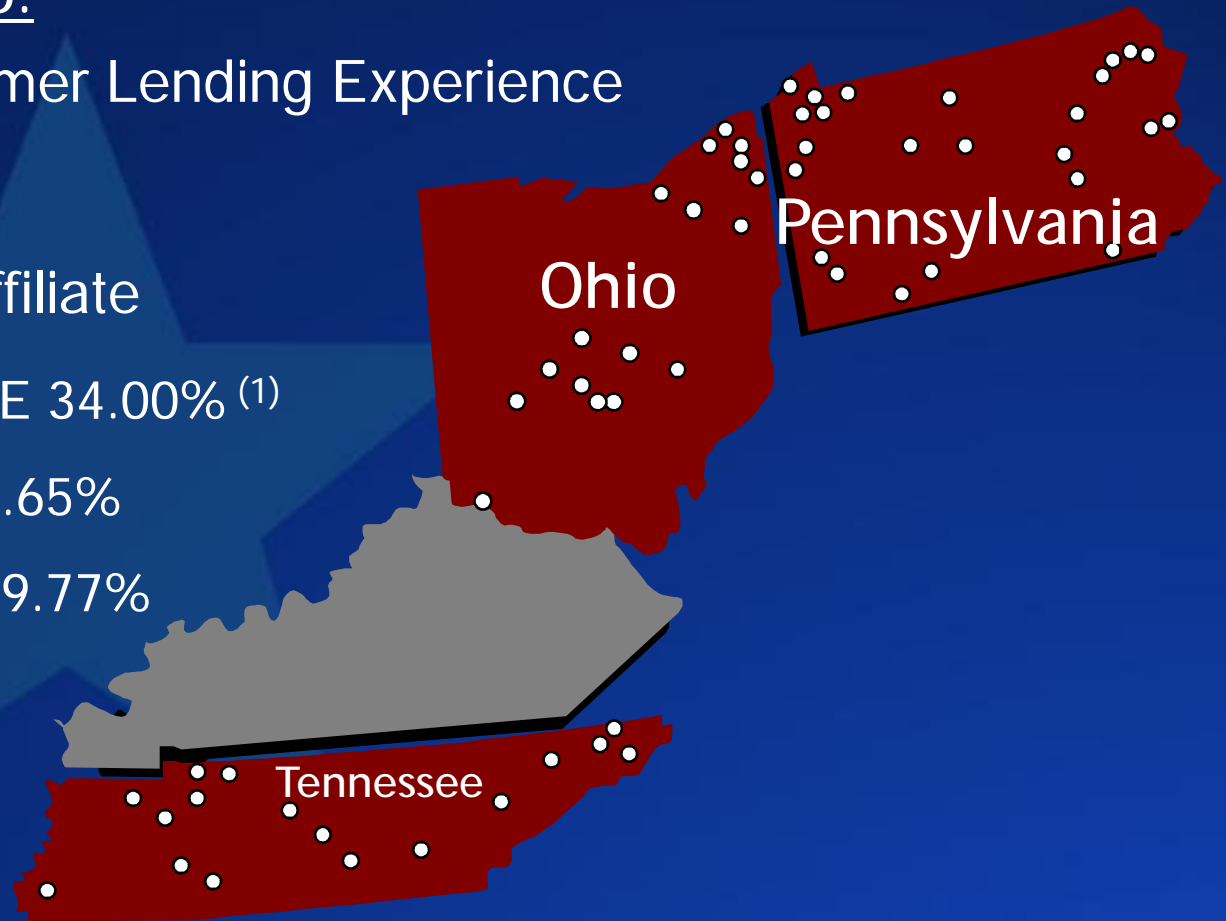 mer Lending Experience
Pennsylvania
Ohio
ffiliate
E 34.00% (1)
.65%
9.77%
Tennessee